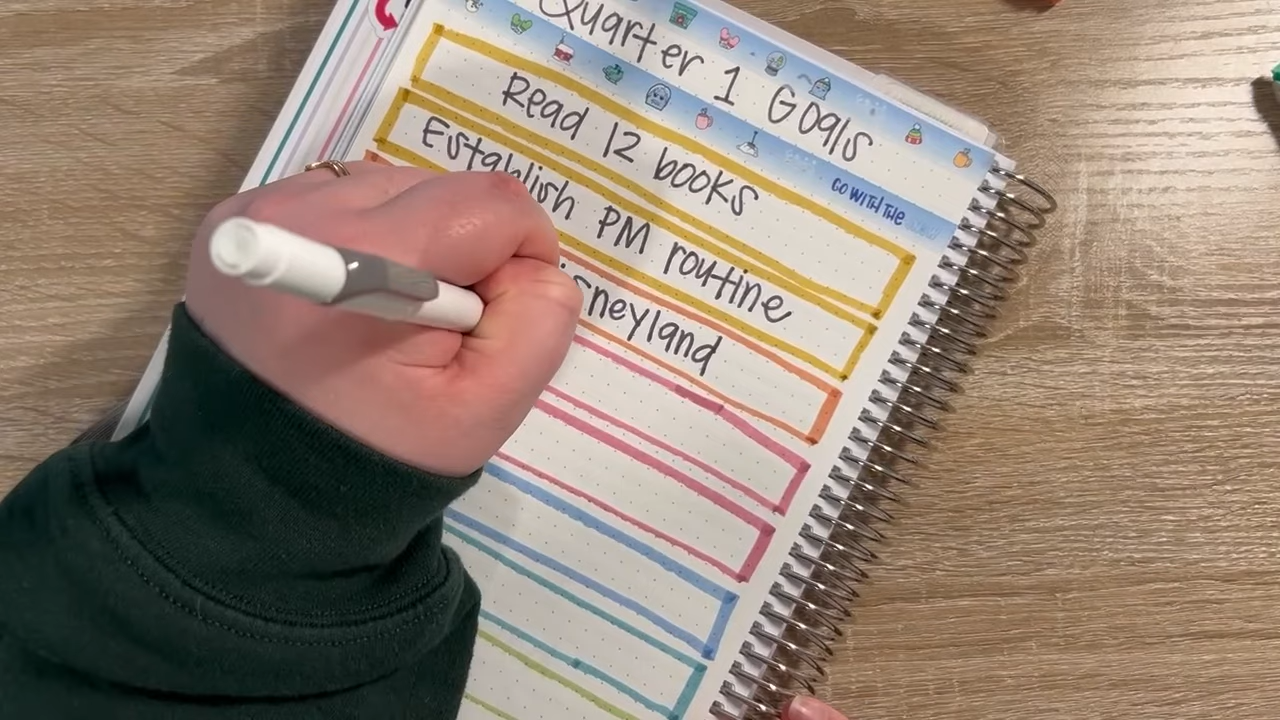 Quarter 1 Goals
GO WITH THE
Read 12 books
Establish PM routine
isneyland